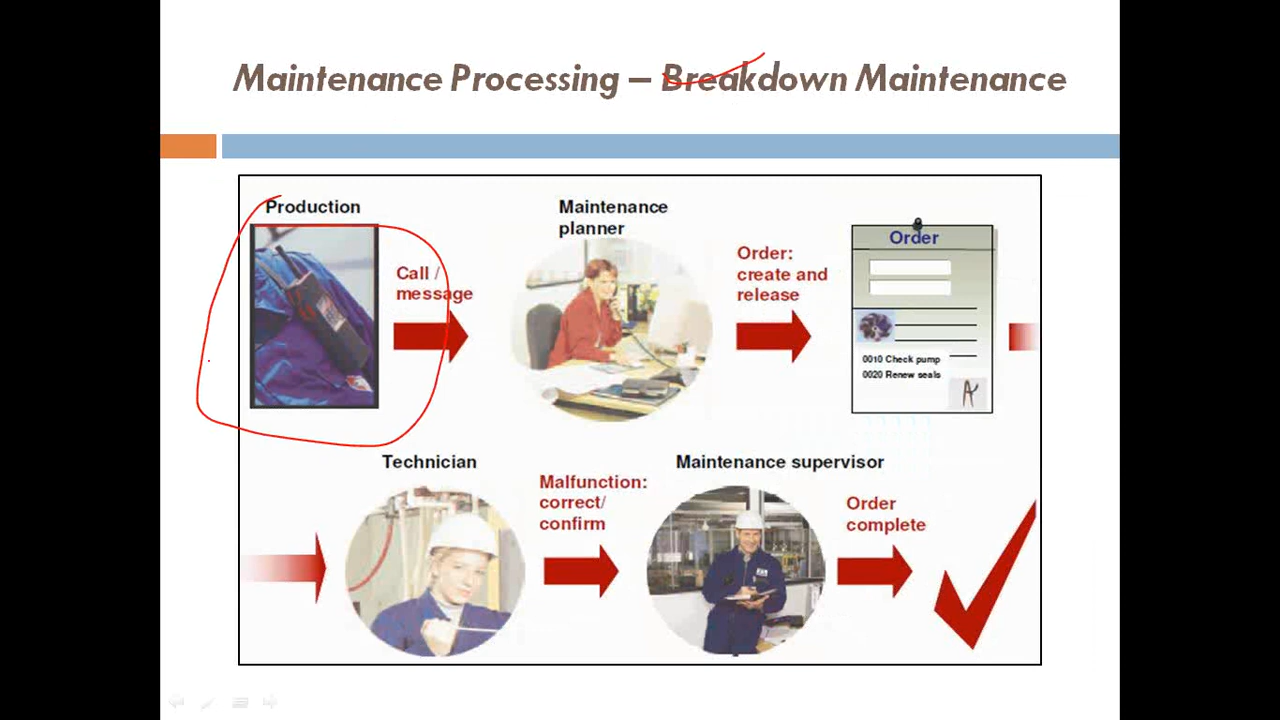 Maintenance Processing – Breakdown Maintenance
Production
Maintenance
planner
Call /
message
Order:
create and
release
Order
0010 Check pump
0020 Renew seals
Technician
Malfunction:
correct/
confirm
Maintenance supervisor
Order
complete